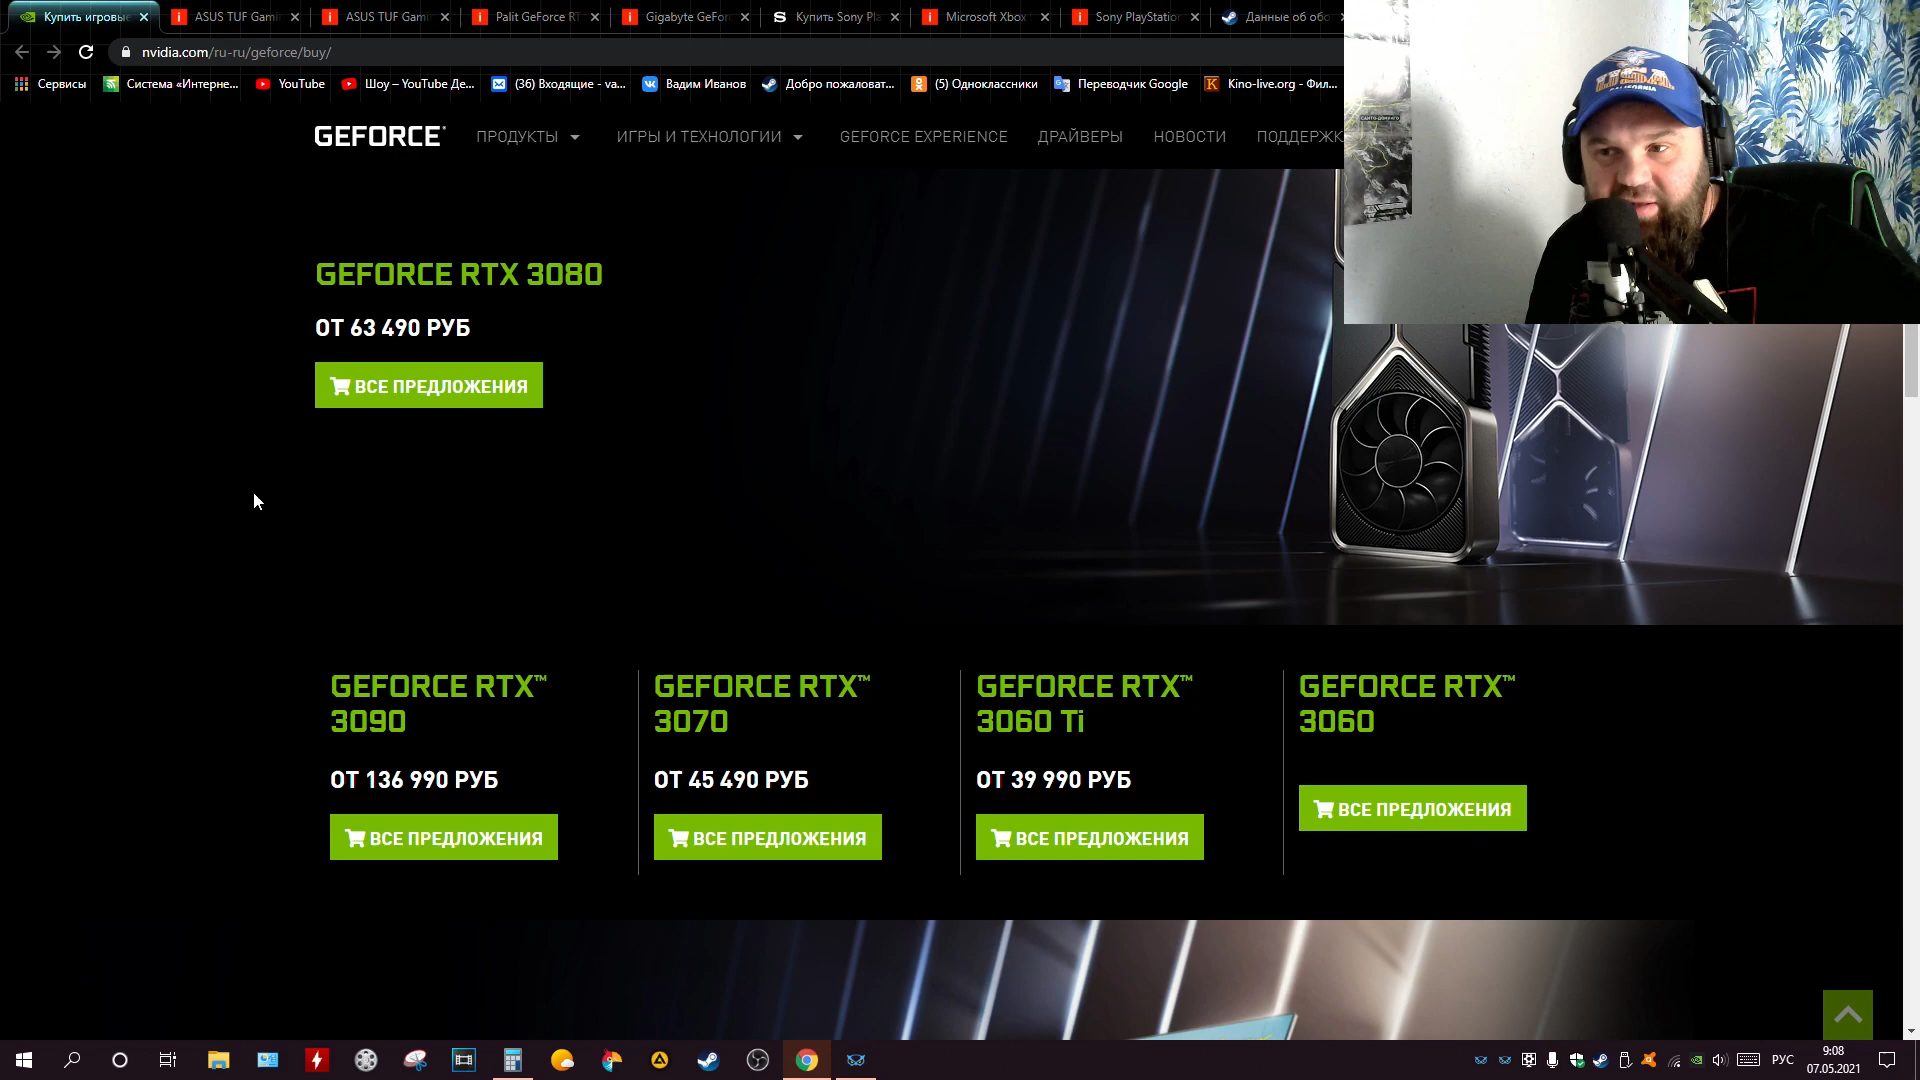 Купить игровые
ASUS TUF Gami
ASUS TUF Gami
Palit GeForce RT
Gigabyte GeFor
Купить Sony Pla
Microsoft Xbox
Sony PlayStation
Данные об обо
nvidia.com/ru-ru/geforce/buy/
Сервисы
Система «Интерне...
YouTube
Шоу – YouTube Де...
(36) Входящие - va...
Вадим Иванов
Добро пожаловат...
(5) Одноклассники
Переводчик Google
Kino-live.org - Фил...
GEFORCE
ПРОДУКТЫ
ИГРЫ И ТЕХНОЛОГИИ
GEFORCE EXPERIENCE
ДРАЙВЕРЫ
НОВОСТИ
ПОДДЕРЖК
CALIFORNIA
GEFORCE RTX 3080
ОТ 63 490 РУБ
ВСЕ ПРЕДЛОЖЕНИЯ
GEFORCE RTX™
3090
ОТ 136 990 РУБ
ВСЕ ПРЕДЛОЖЕНИЯ
GEFORCE RTX™
3070
ОТ 45 490 РУБ
ВСЕ ПРЕДЛОЖЕНИЯ
GEFORCE RTX™
3060 Ti
ОТ 39 990 РУБ
ВСЕ ПРЕДЛОЖЕНИЯ
GEFORCE RTX™
3060
ВСЕ ПРЕДЛОЖЕНИЯ
РУС
9:08
07.05.2021